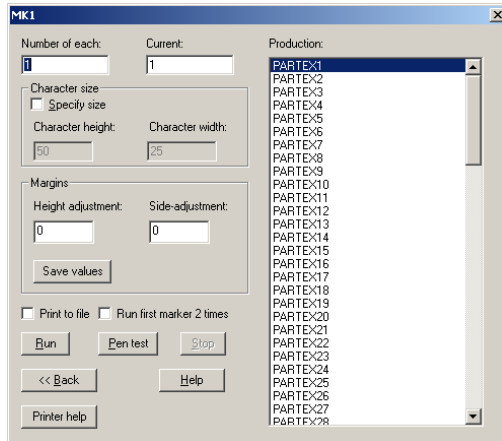 MK1
Number of each:
Current:
1
1
Character size
Specify size
Character height:
Character width:
50
25
Margins
Height adjustment:
Side-adjustment:
0
0
Save values
Print to file
Run first marker 2 times
Run
Pen test
Stop
<< Back
Help
Printer help
Production:
PARTEX1
PARTEX2
PARTEX3
PARTEX4
PARTEX5
PARTEX6
PARTEX7
PARTEX8
PARTEX9
PARTEX10
PARTEX11
PARTEX12
PARTEX13
PARTEX14
PARTEX15
PARTEX16
PARTEX17
PARTEX18
PARTEX19
PARTEX20
PARTEX21
PARTEX22
PARTEX23
PARTEX24
PARTEX25
PARTEX26
PARTEX27
PARTEX28